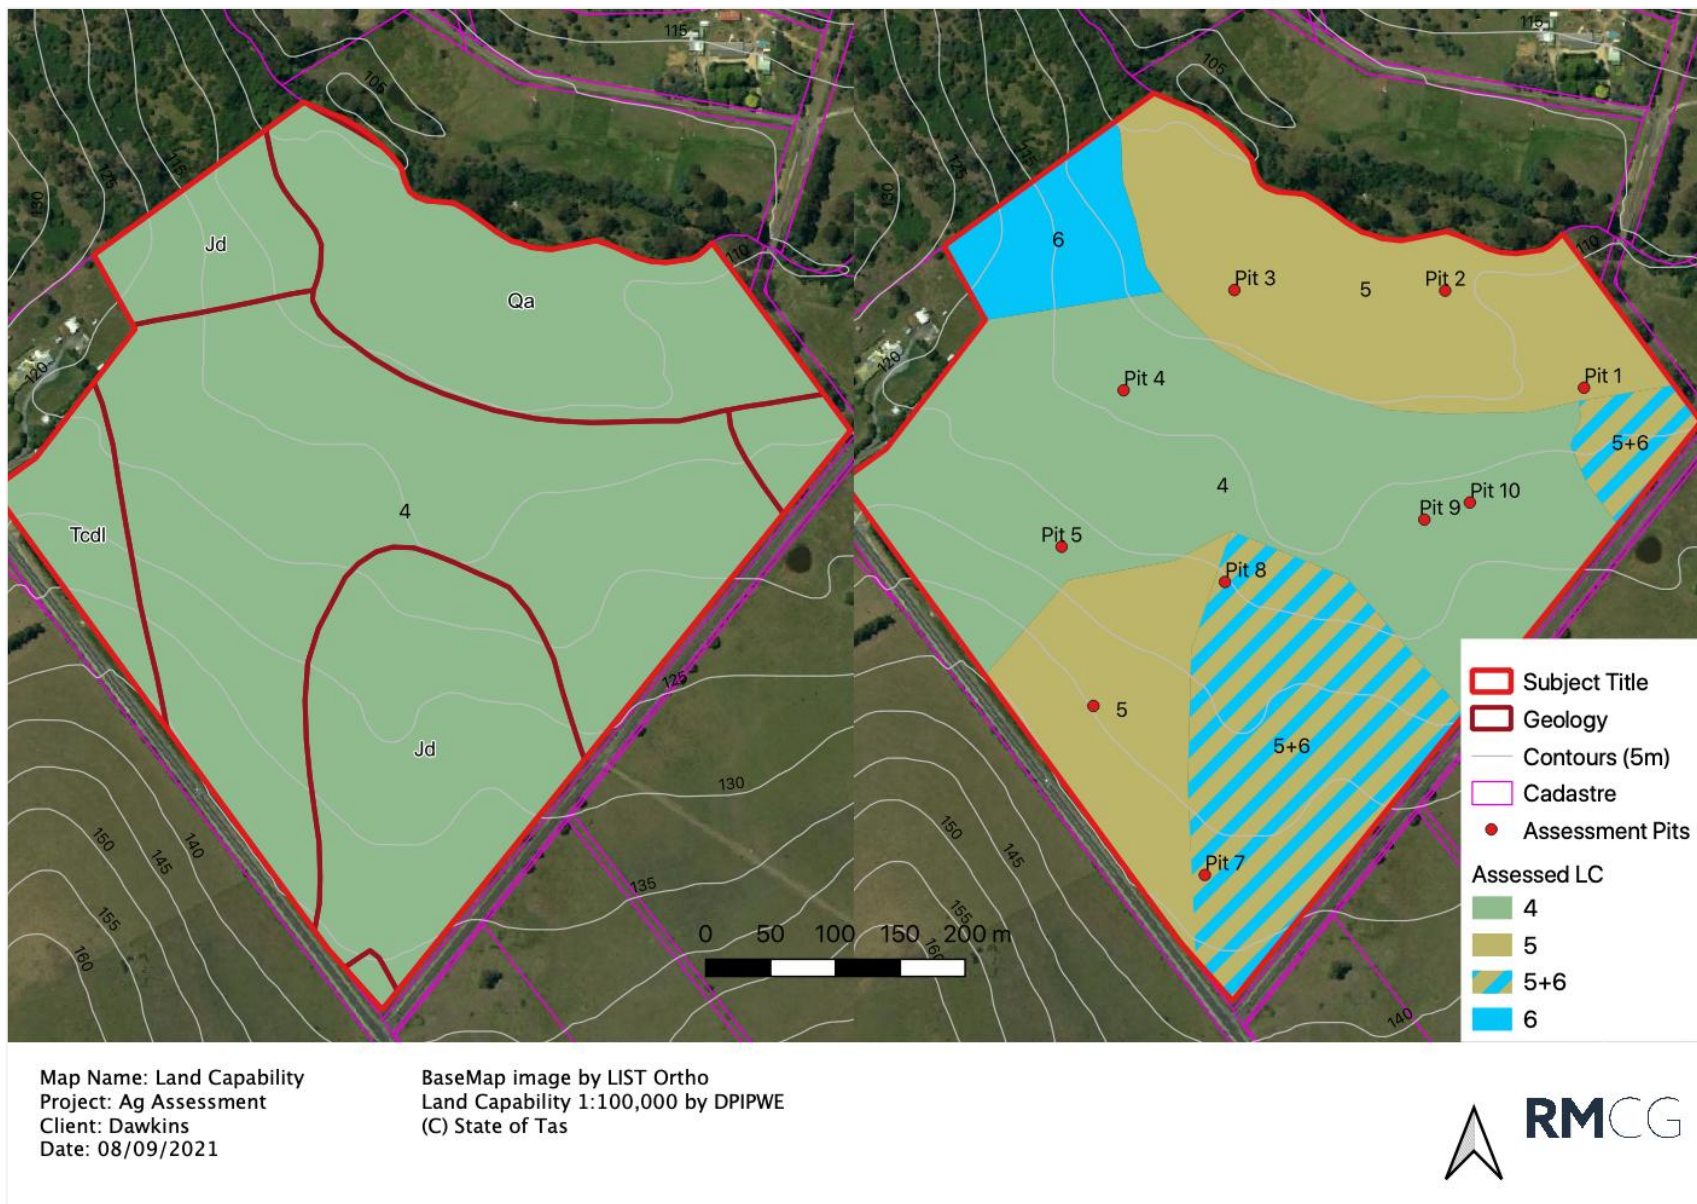 115
105
115
125
130
Jd
110
Qa
120
4
Tcdl
125
Jd
130
140
150
145
135
155
160
0 50 100 150 200 m
115
105
115
125
130
6
110
Pit 3
5
Pit 2
120
Pit 4
Pit 1
5+6
4
Pit 10
Pit 9
Pit 5
Pit 8
5
5+6
150
145
Pit 7
155
160
140
Subject Title
Geology
Contours (5m)
Cadastre
Assessment Pits
Assessed LC
4
5
5+6
6
Map Name: Land Capability
Project: Ag Assessment
Client: Dawkins
Date: 08/09/2021
BaseMap image by LIST Ortho
Land Capability 1:100,000 by DPIPWE
(C) State of Tas
RMCG